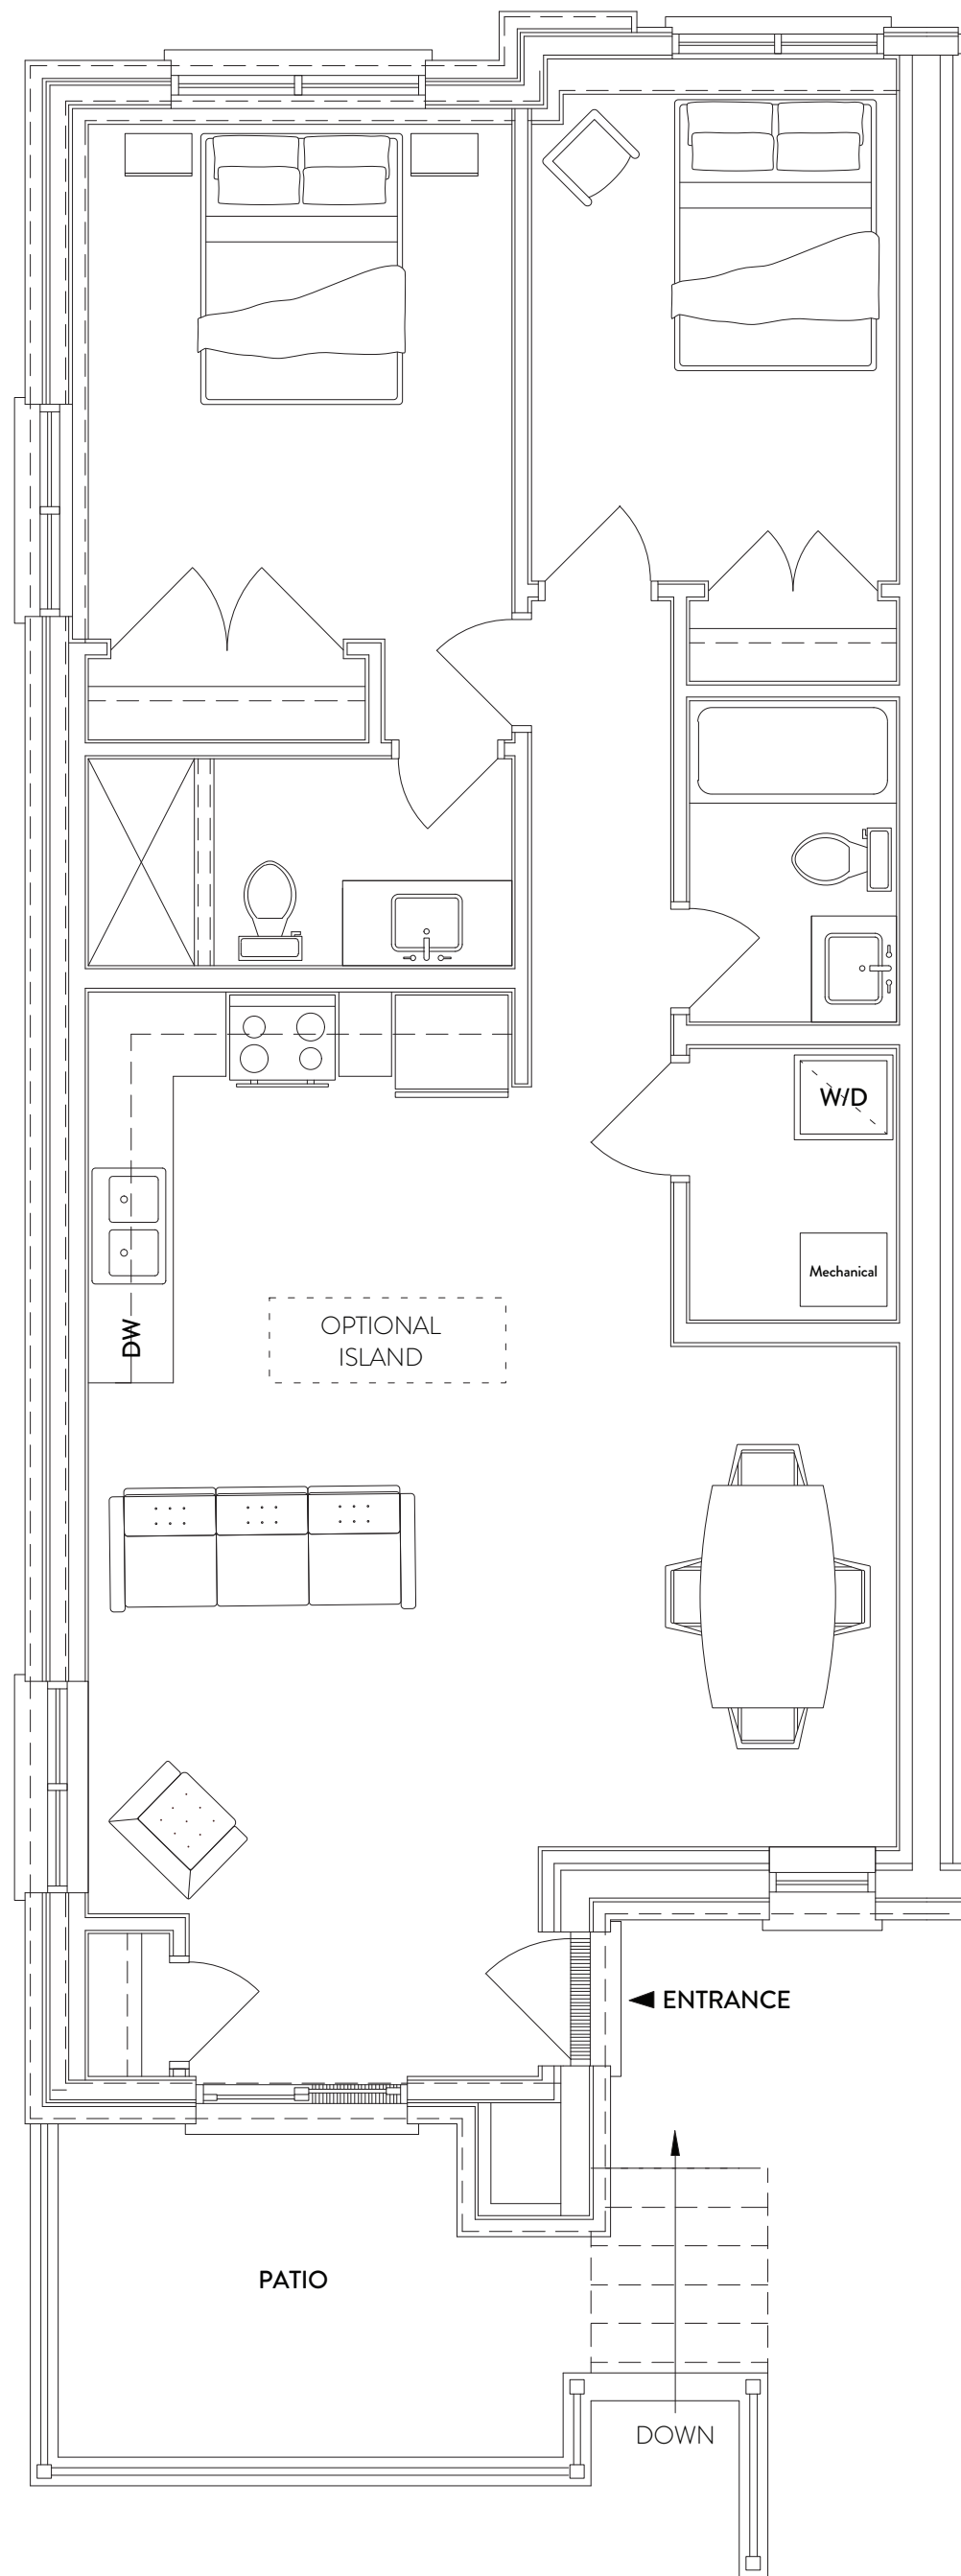 W/D
Mechanical
DW
OPTIONAL
ISLAND
ENTRANCE
PATIO
DOWN